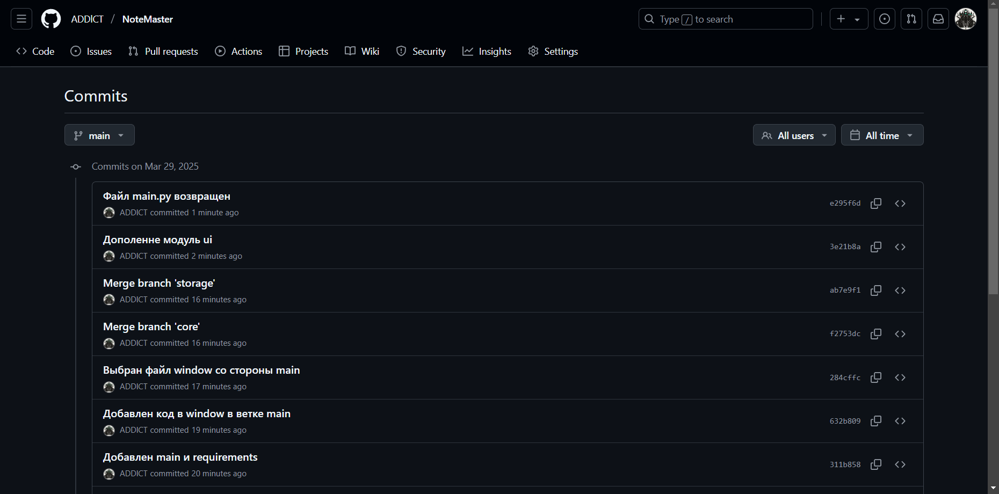 ADDICT / NoteMaster
Type / to search
Code Issues Pull requests Actions Projects Wiki Security Insights Settings
Commits
main All users All time
Commits on Mar 29, 2025
Файл main.py возвращен
ADDICT committed 1 minute ago
e295f6d
Дополенне модуль ui
ADDICT committed 2 minutes ago
3e21b8a
Merge branch 'storage'
ADDICT committed 16 minutes ago
ab7e9f1
Merge branch 'core'
ADDICT committed 16 minutes ago
f2753dc
Выбран файл window со стороны main
ADDICT committed 17 minutes ago
284cffc
Добавлен код в window в ветке main
ADDICT committed 19 minutes ago
632b809
Добавлен main и requirements
ADDICT committed 20 minutes ago
311b858